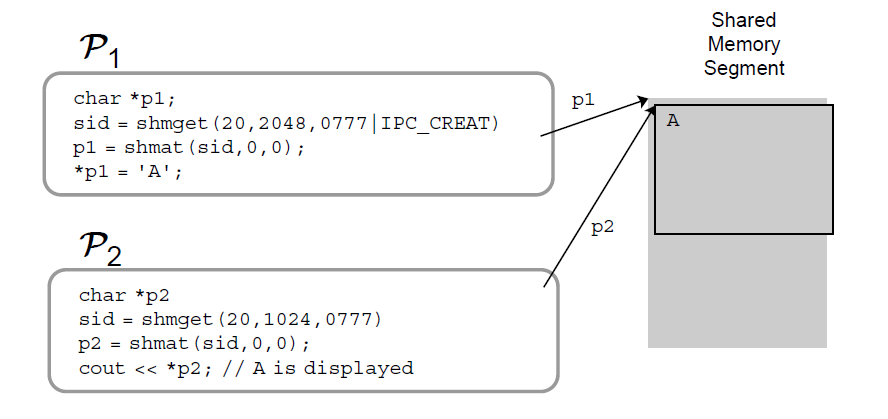 Shared
Memory
Segment
P1
char *p1;
sid = shmget(20,2048,0777|IPC_CREAT)
p1 = shmat(sid,0,0);
*p1 = 'A';
p1
A
p2
P2
char *p2
sid = shmget(20,1024,0777)
p2 = shmat(sid,0,0);
cout << *p2; // A is displayed